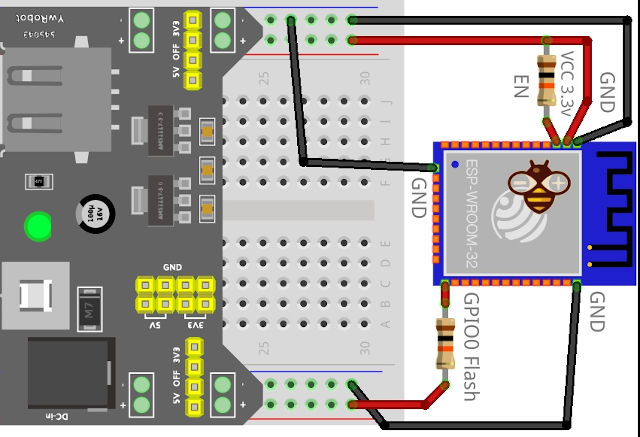 YwRobot
545043
3V3
OFF
5V
-
+
-
+
25
30
J
I
H
G
F
E
D
C
B
A
25
30
VCC 3.3v
EN
GND
GND
ESP-WROOM-32
GPIO0 Flash
GND
AMS1117-3.3
AMS1117-5.0
100µ
16V
M7
GND
5V
3V3
3V3
OFF
5V
-
+
-
+
DC-in